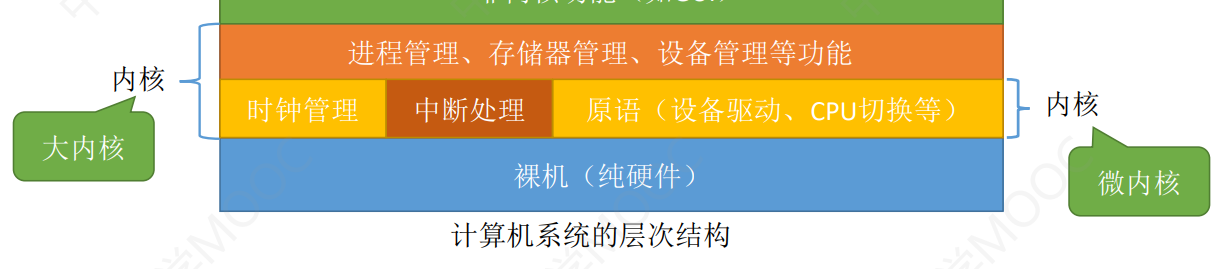 进程管理、存储器管理、设备管理等功能
内核
时钟管理
中断处理
原语（设备驱动、CPU切换等）
内核
大内核
裸机（纯硬件）
微内核
计算机系统的层次结构